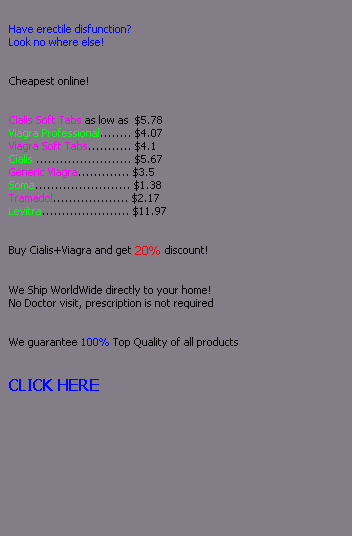 Have erectile disfunction?
Look no where else!
Cheapest online!
Cialis Soft Tabs as low as $5.78
Viagra Professional........ $4.07
Viagra Soft Tabs........... $4.1
Cialis........................ $5.67
Generic Viagra............. $3.5
Soma....................... $1.38
Tramadol................... $2.17
Levitra...................... $11.97
Buy Cialis+Viagra and get 20% discount!
We Ship WorldWide directly to your home!
No Doctor visit, prescription is not required
We guarantee 100% Top Quality of all products
CLICK HERE